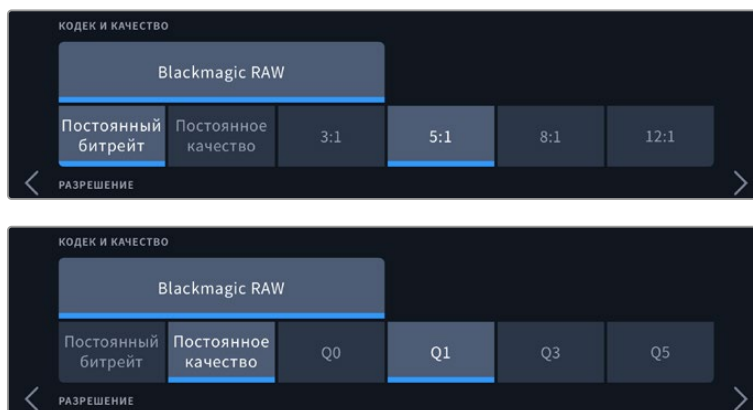 КОДЕК И КАЧЕСТВО
Blackmagic RAW
Постоянный битрейт Постоянное качество 3:1 5:1 8:1 12:1
РАЗРЕШЕНИЕ
КОДЕК И КАЧЕСТВО
Blackmagic RAW
Постоянный битрейт Постоянное качество Q0 Q1 Q3 Q5
РАЗРЕШЕНИЕ